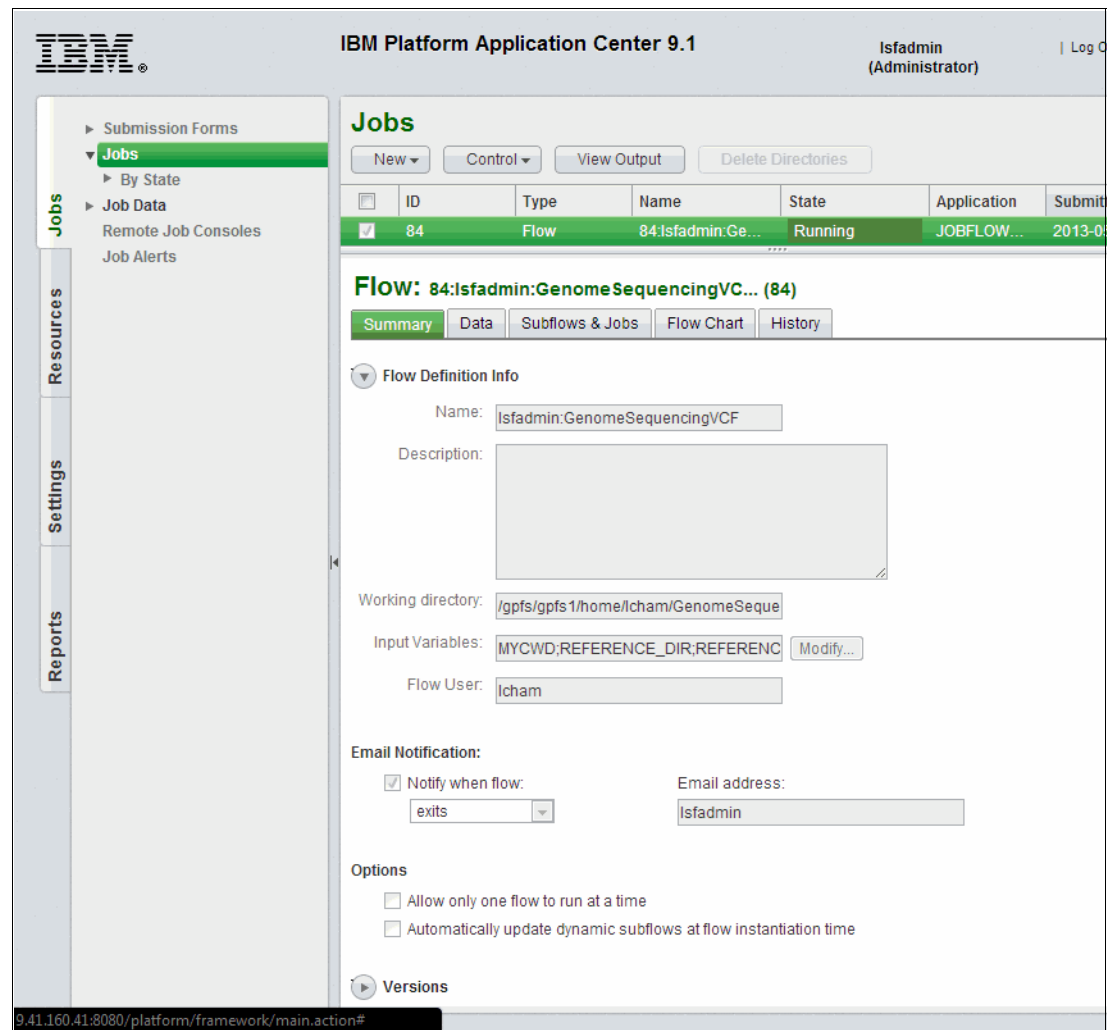 IBM®
IBM Platform Application Center 9.1
lsfadmin
(Administrator)
| Log O
Jobs
Resources
Settings
Reports
Submission Forms
Jobs
By State
Job Data
Remote Job Consoles
Job Alerts
Jobs
New
Control
View Output
Delete Directories
ID Type Name State Application Submit
84 Flow 84:lsfadmin:Ge... Running JOBFLOW... 2013-0
Flow: 84:lsfadmin:GenomeSequencingVC... (84)
Summary Data Subflows & Jobs Flow Chart History
Flow Definition Info
Name: lsfadmin:GenomeSequencingVCF
Description:
Working directory: /gpfs/gpfs1/home/lcham/GenomeSeque
Input Variables: MYCWD;REFERENCE_DIR;REFERENC Modify...
Flow User: lcham
Email Notification:
Notify when flow: Email address:
exits lsfadmin
Options
Allow only one flow to run at a time
Automatically update dynamic subflows at flow instantiation time
Versions
9.41.160.41:8080/platform/framework/main.action#